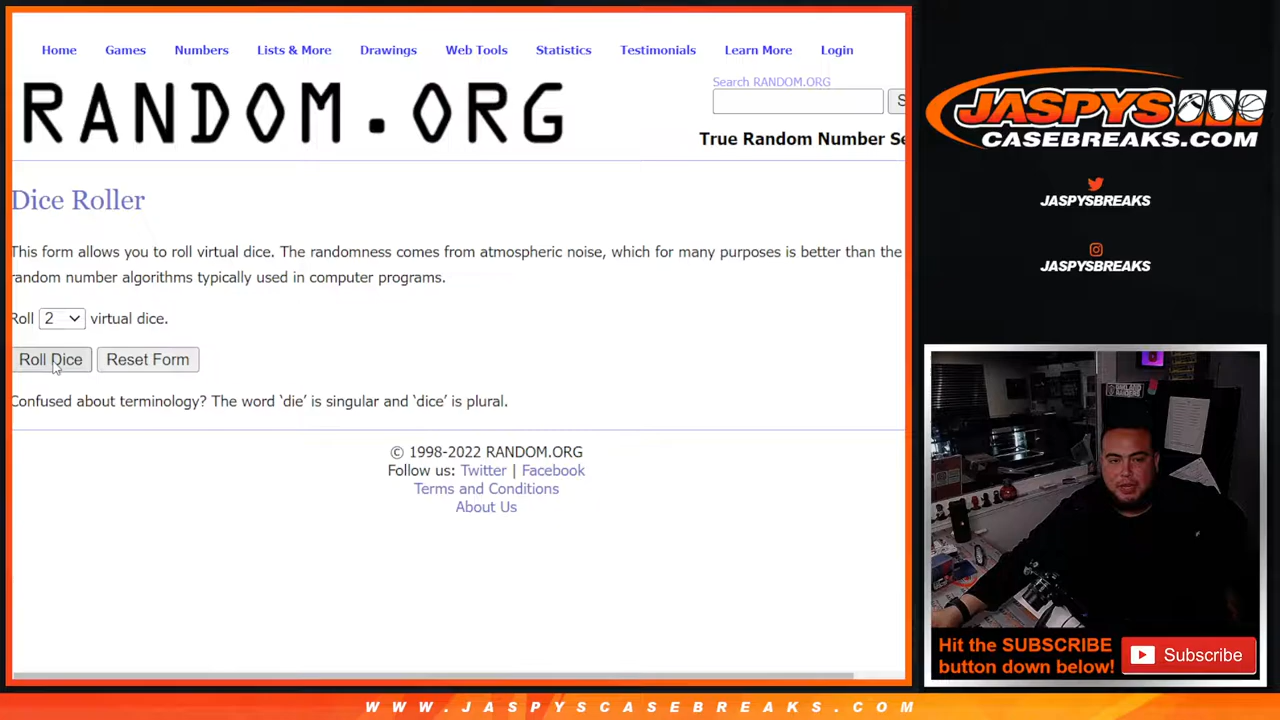 Home Games Numbers Lists & More Drawings Web Tools Statistics Testimonials Learn More Login
Search RANDOM.ORG
RANDOM.ORG
S
True Random Number Se
Dice Roller
This form allows you to roll virtual dice. The randomness comes from atmospheric noise, which for many purposes is better than the
random number algorithms typically used in computer programs.
Roll 2 virtual dice.
Roll Dice Reset Form
Confused about terminology? The word ‘die’ is singular and ‘dice’ is plural.
© 1998-2022 RANDOM.ORG
Follow us: Twitter | Facebook
Terms and Conditions
About Us
JASPYS
CASEBREAKS.COM
JASPYSBREAKS
JASPYSBREAKS
OAKLAND
RAIDERS
Hit the SUBSCRIBE
button down below!
Subscribe
WWW.JASPYSCASEBREAKS.COM